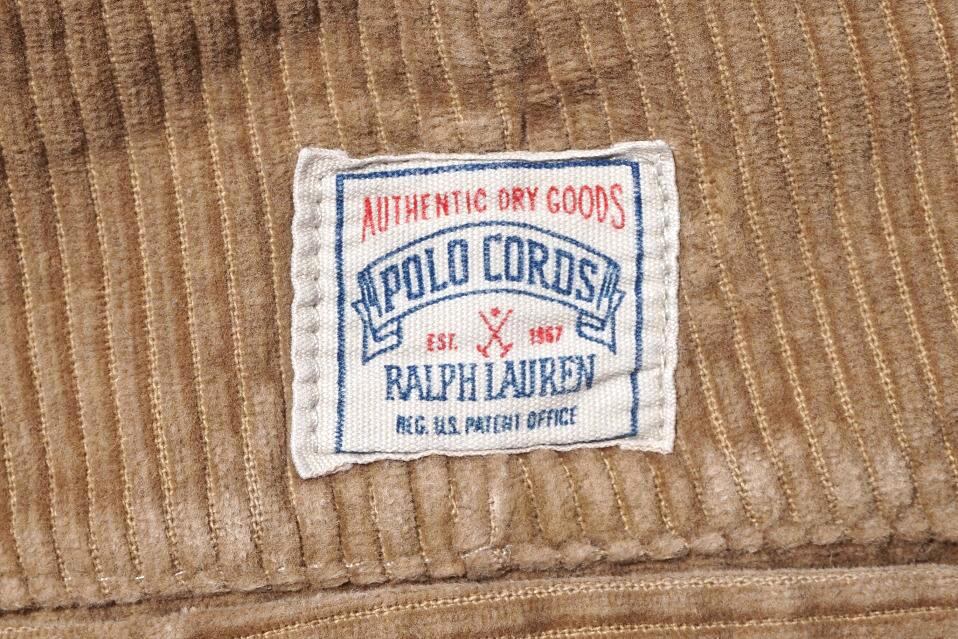 AUTHENTIC DRY GOODS
POLO CORDS
EST. 1967
RALPH LAUREN
REG. U.S. PATENT OFFICE